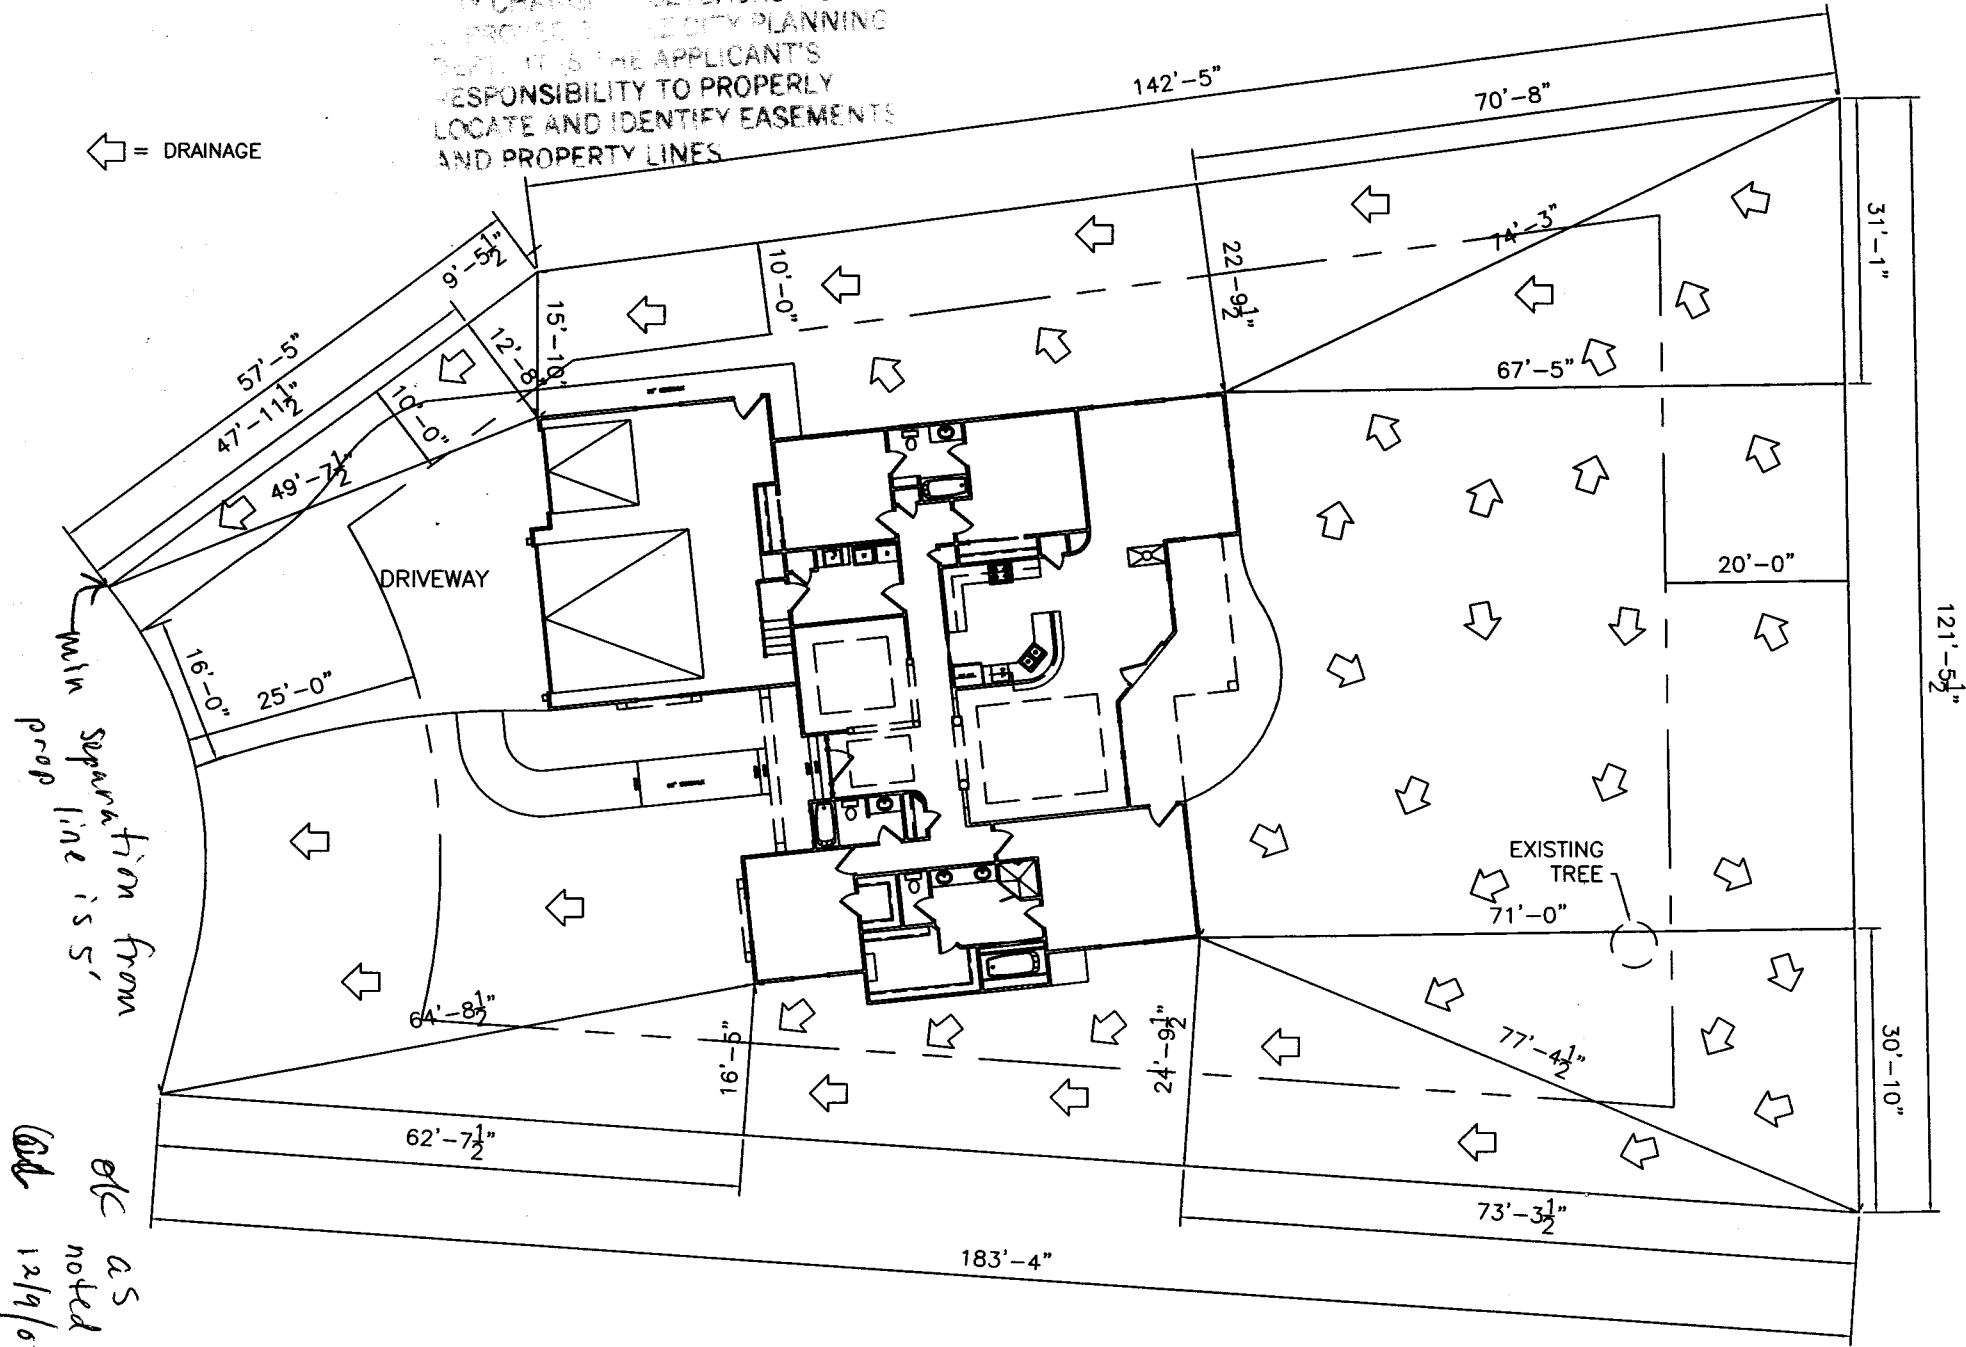 PLANNING
THE APPLICANT'S
RESPONSIBILITY TO PROPERLY
LOCATE AND IDENTIFY EASEMENTS
AND PROPERTY LINES
= DRAINAGE
142'-5"
70'-8"
9'-5½"
57'-5"
47'-11½"
49'-7½"
12'-8"
15'-10"
10'-0"
10'-0"
22'-9½"
74'-3"
31'-1"
67'-5"
20'-0"
121'-5½"
DRIVEWAY
16'-0"
25'-0"
min separation from
prop line is 5'
EXISTING
TREE
71'-0"
64'-8½"
16'-5"
24'-9½"
77'-4½"
30'-10"
62'-7½"
73'-3½"
183'-4"
ok as
noted
12/9/0